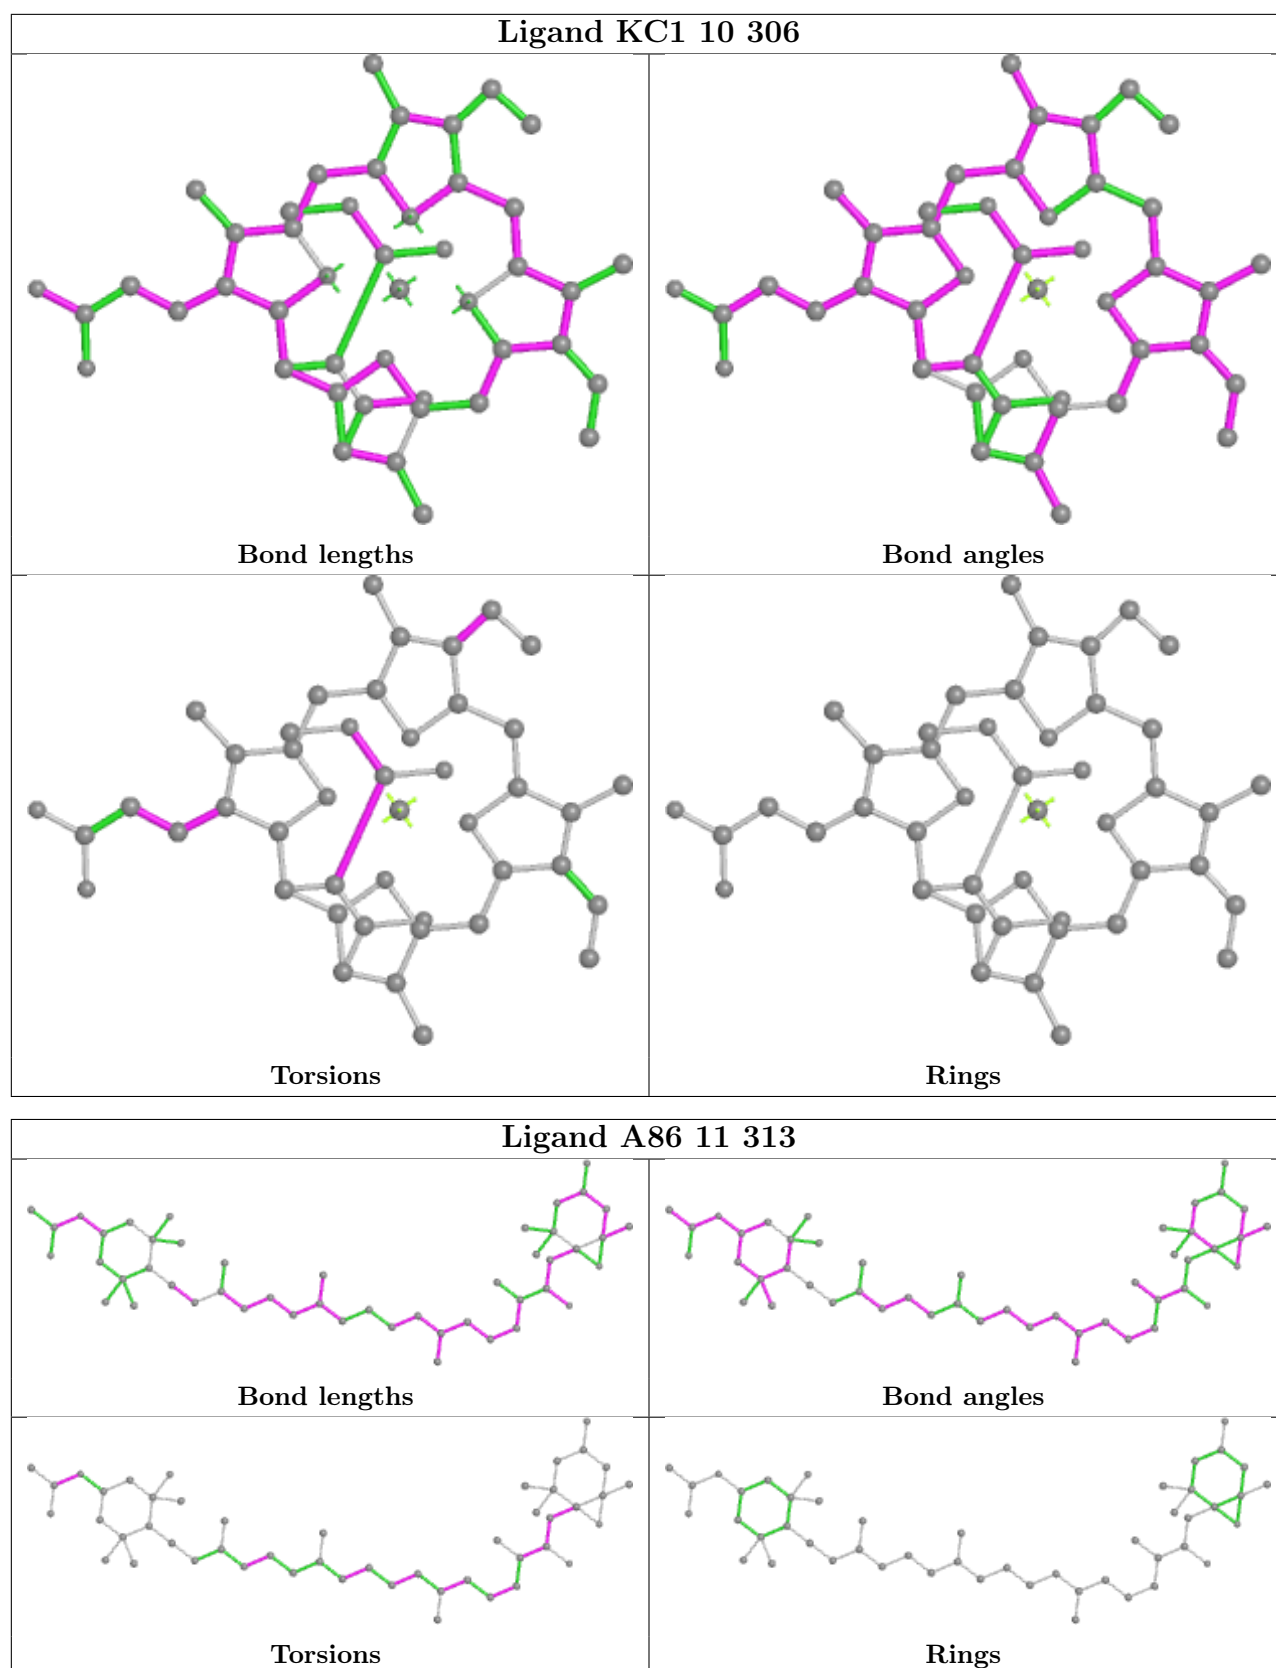 Ligand KC1 10 306
Bond lengths
Bond angles
Torsions
Rings
Ligand A86 11 313
Bond lengths
Bond angles
Torsions
Rings